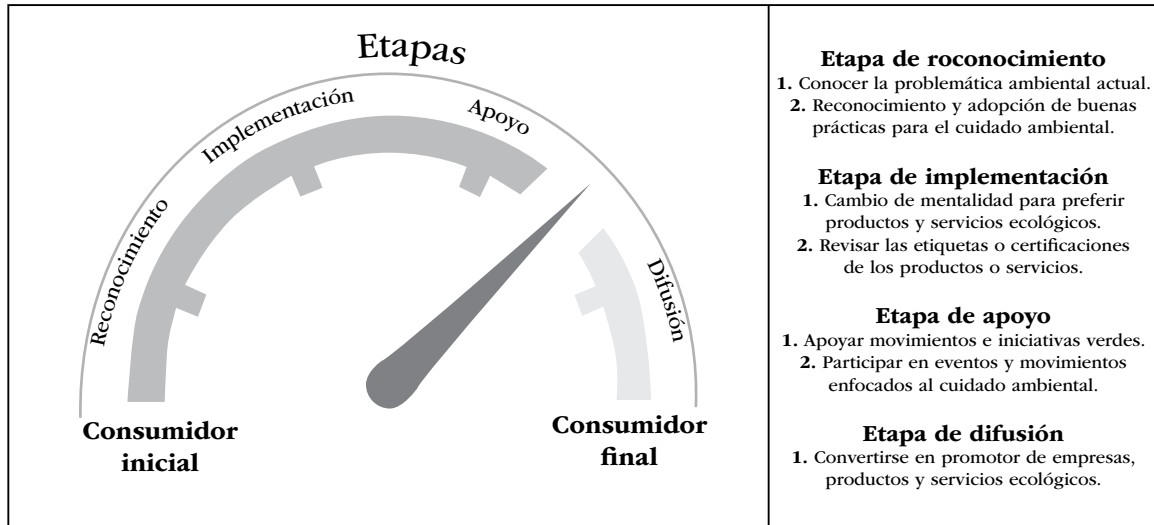 Etapas
Reconocimiento
Implementación
Apoyo
Difusión
Consumidor
inicial
Consumidor
final
Etapa de roconocimiento
1. Conocer la problemática ambiental actual.
2. Reconocimiento y adopción de buenas
prácticas para el cuidado ambiental.
Etapa de implementación
1. Cambio de mentalidad para preferir
productos y servicios ecológicos.
2. Revisar las etiquetas o certificaciones
de los productos o servicios.
Etapa de apoyo
1. Apoyar movimientos e iniciativas verdes.
2. Participar en eventos y movimientos
enfocados al cuidado ambiental.
Etapa de difusión
1. Convertirse en promotor de empresas,
productos y servicios ecológicos.